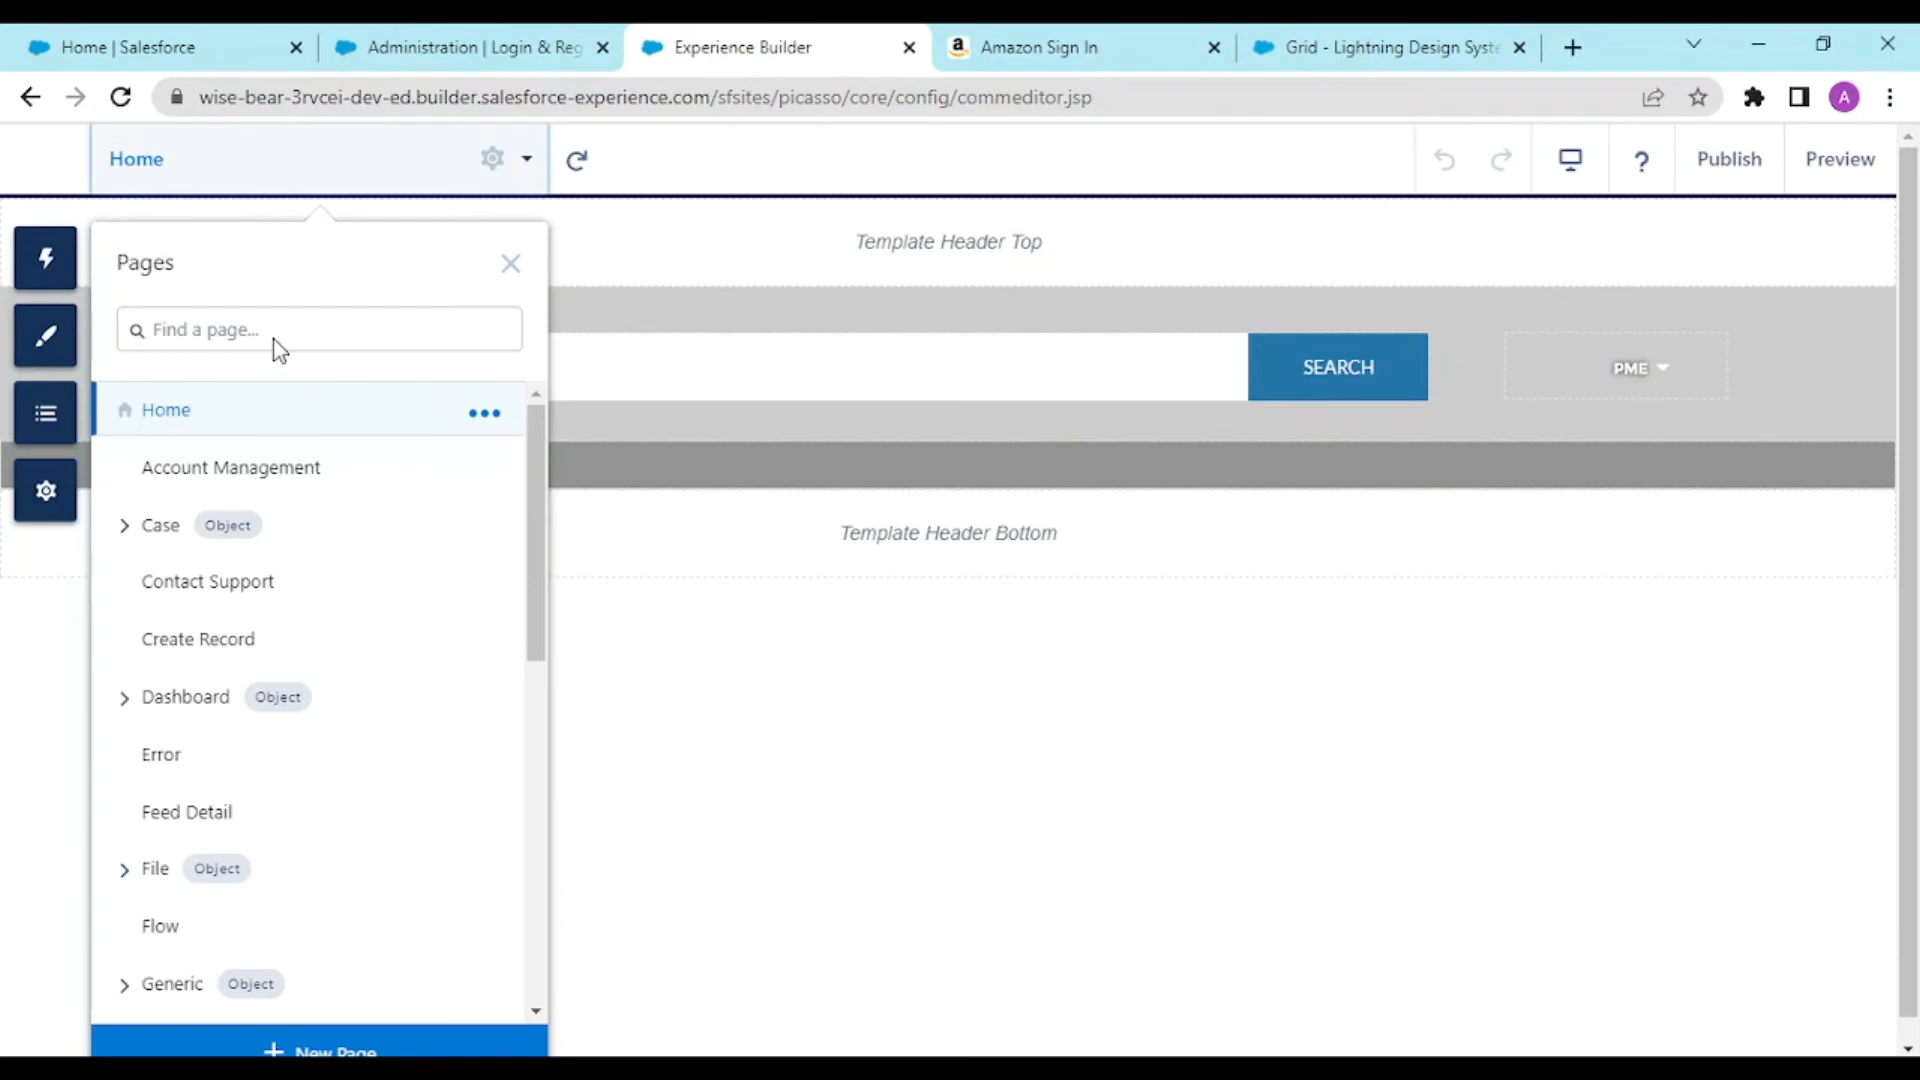 Home | Salesforce
Administration | Login & Reg
Experience Builder
Amazon Sign In
Grid - Lightning Design Syste
wise-bear-3rvcei-dev-ed.builder.salesforce-experience.com/sfsites/picasso/core/config/commeditor.jsp
A
Home
?
Publish
Preview
Template Header Top
Pages
Find a page...
SEARCH
PME
Home
Account Management
Case Object
Template Header Bottom
Contact Support
Create Record
Dashboard Object
Error
Feed Detail
File Object
Flow
Generic Object
+ New Page